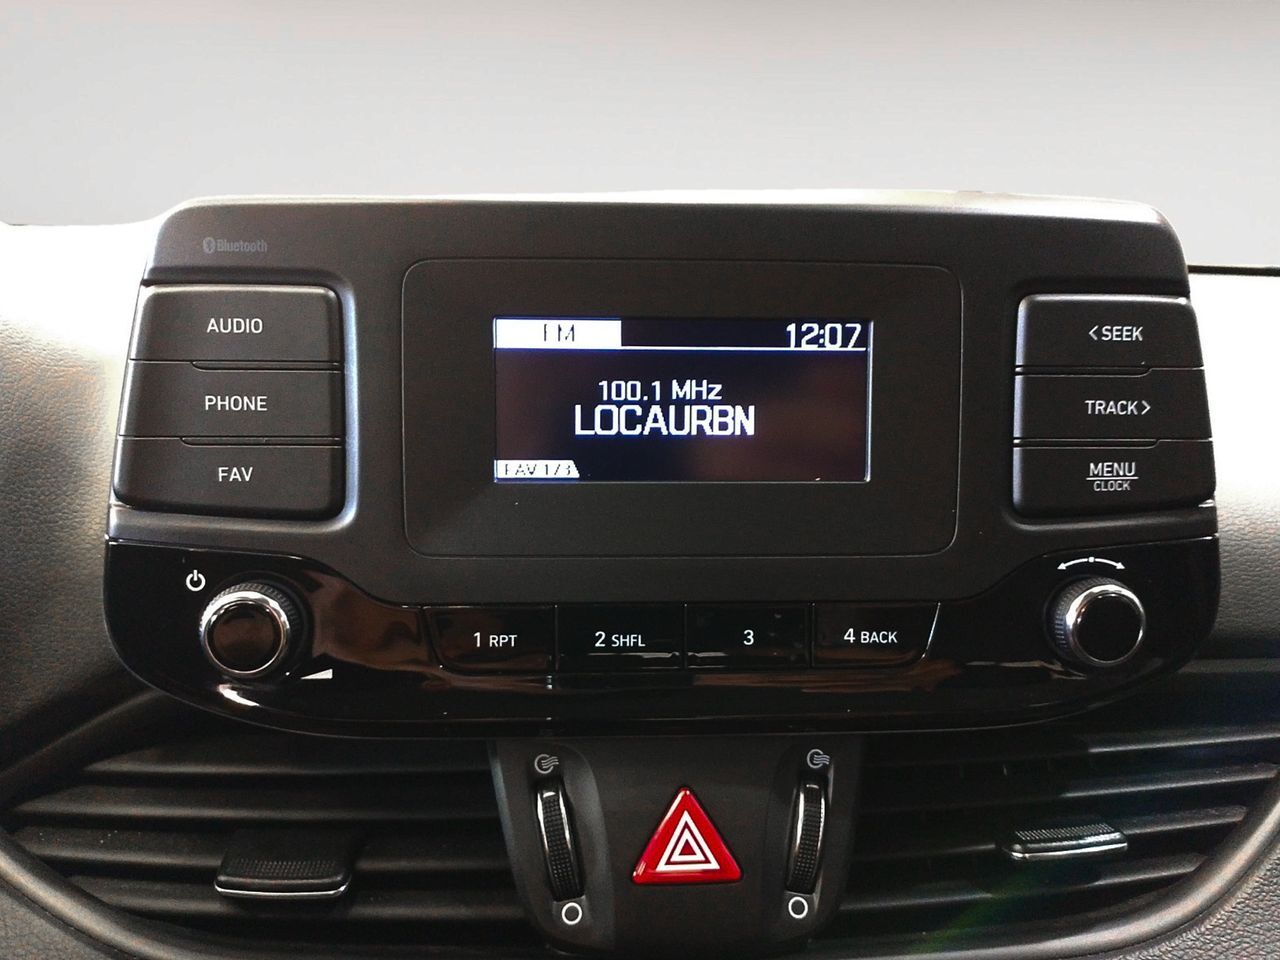 Bluetooth
AUDIO
PHONE
FAV
FM 12:07
100.1 MHz
LOCAURBN
FAV 1/3
<SEEK
TRACK>
MENU
CLOCK
1 RPT
2 SHFL
3
4 BACK